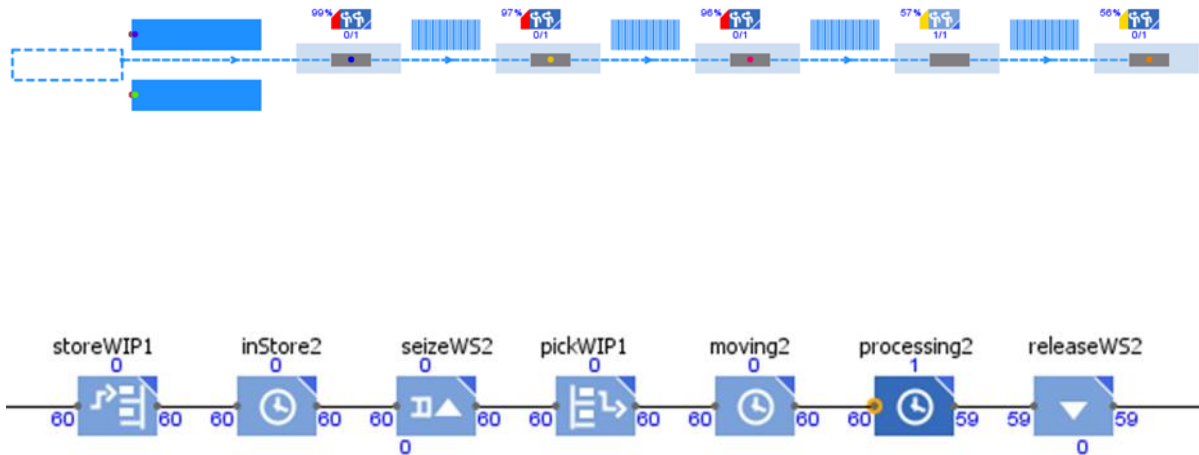 99% 97% 96% 57% 56%
0/1 0/1 0/1 1/1 0/1
storeWIP1 inStore2 seizeWS2 pickWIP1 moving2 processing2 releaseWS2
0 0 0 0 0 1
60 60 60 60 60 60 60 60 60 60 60 59 59 59
0 0